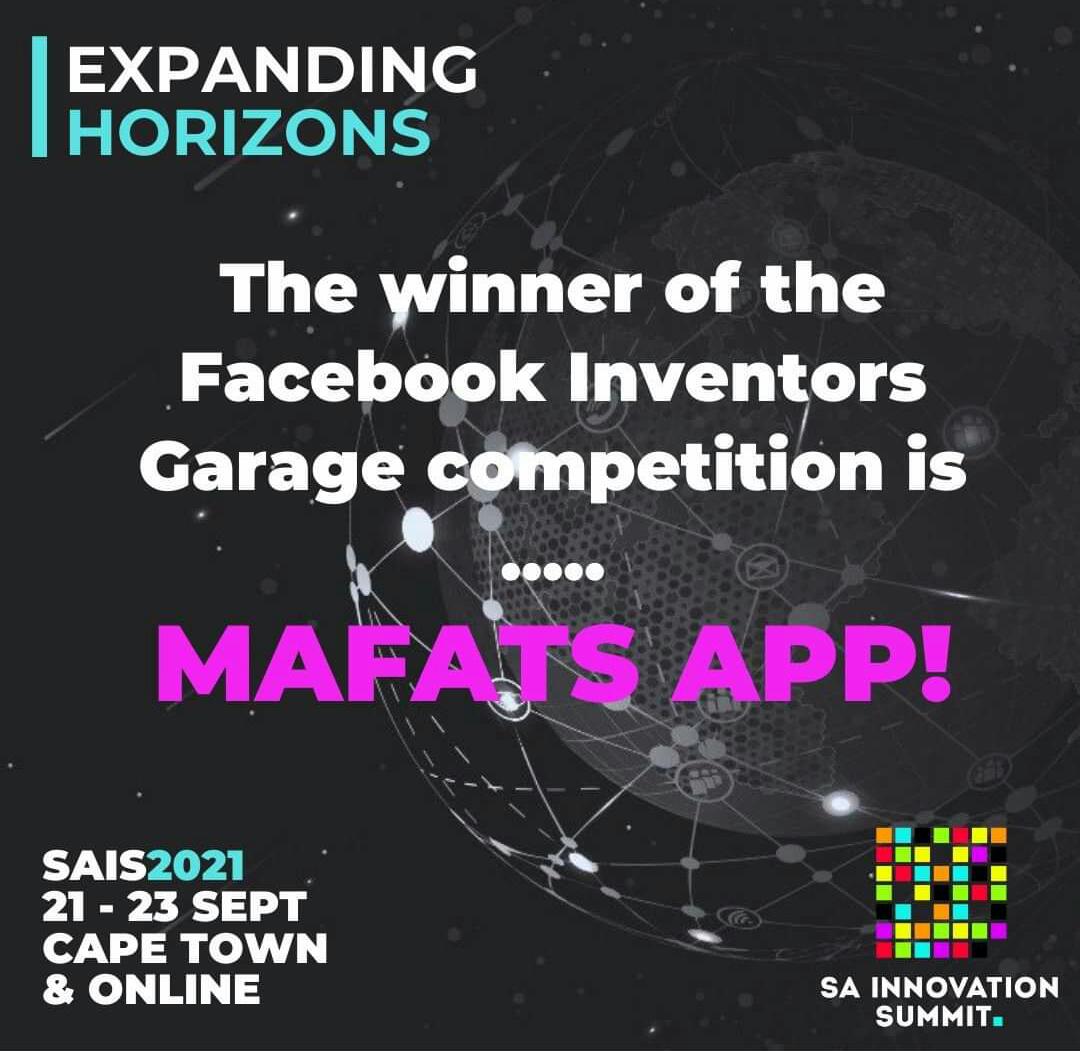 EXPANDING
HORIZONS
The winner of the
Facebook Inventors
Garage competition is
.....
MAFATS APP!
SAIS2021
21 - 23 SEPT
CAPE TOWN
& ONLINE
SA INNOVATION
SUMMIT.